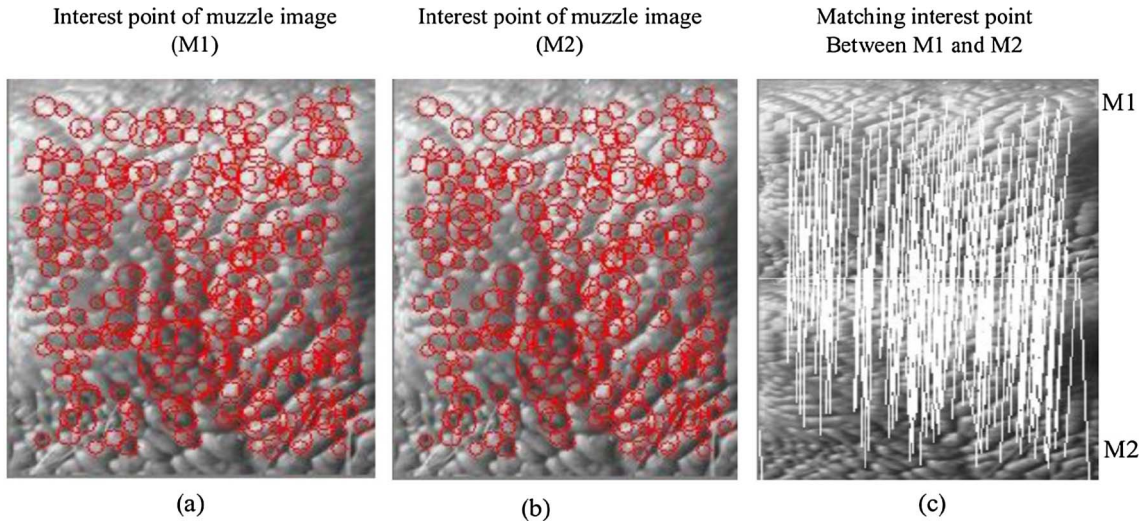 Interest point of muzzle image
(M1)
Interest point of muzzle image
(M2)
Matching interest point
Between M1 and M2
M1
M2
(a)
(b)
(c)